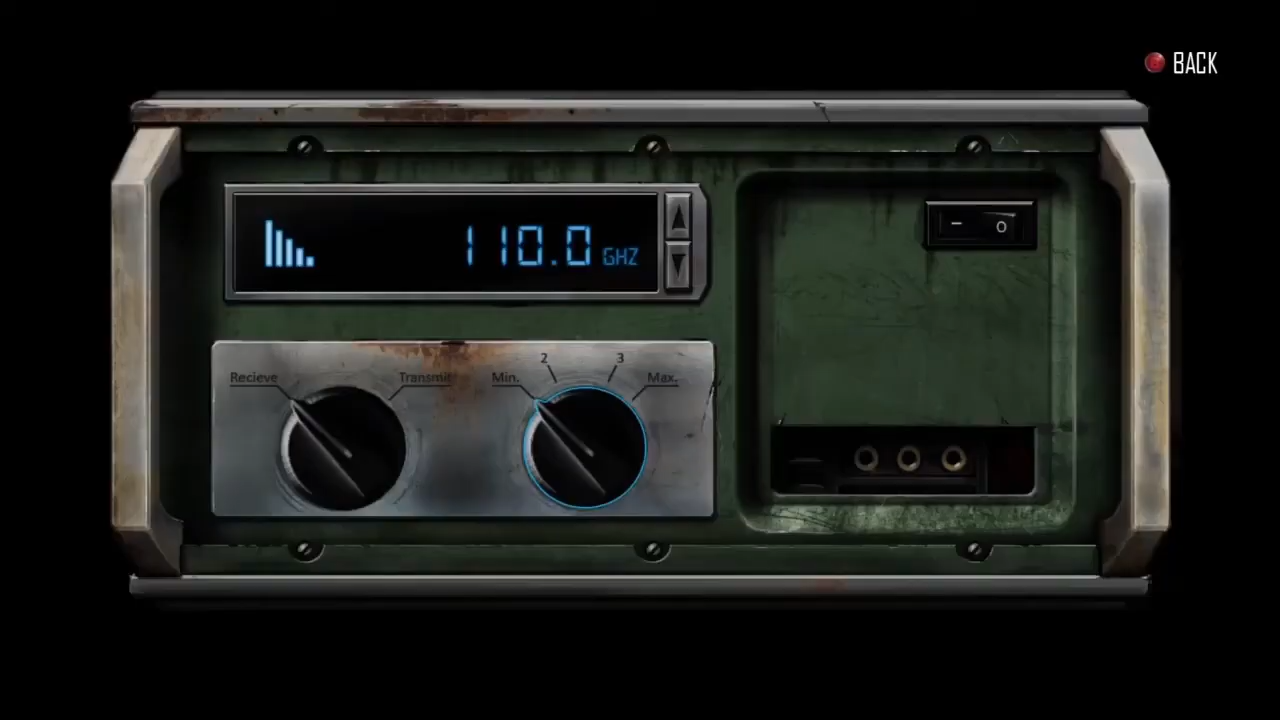 BACK
110.0 GHZ
– o
2 3
Recieve Transmit Min. Max.